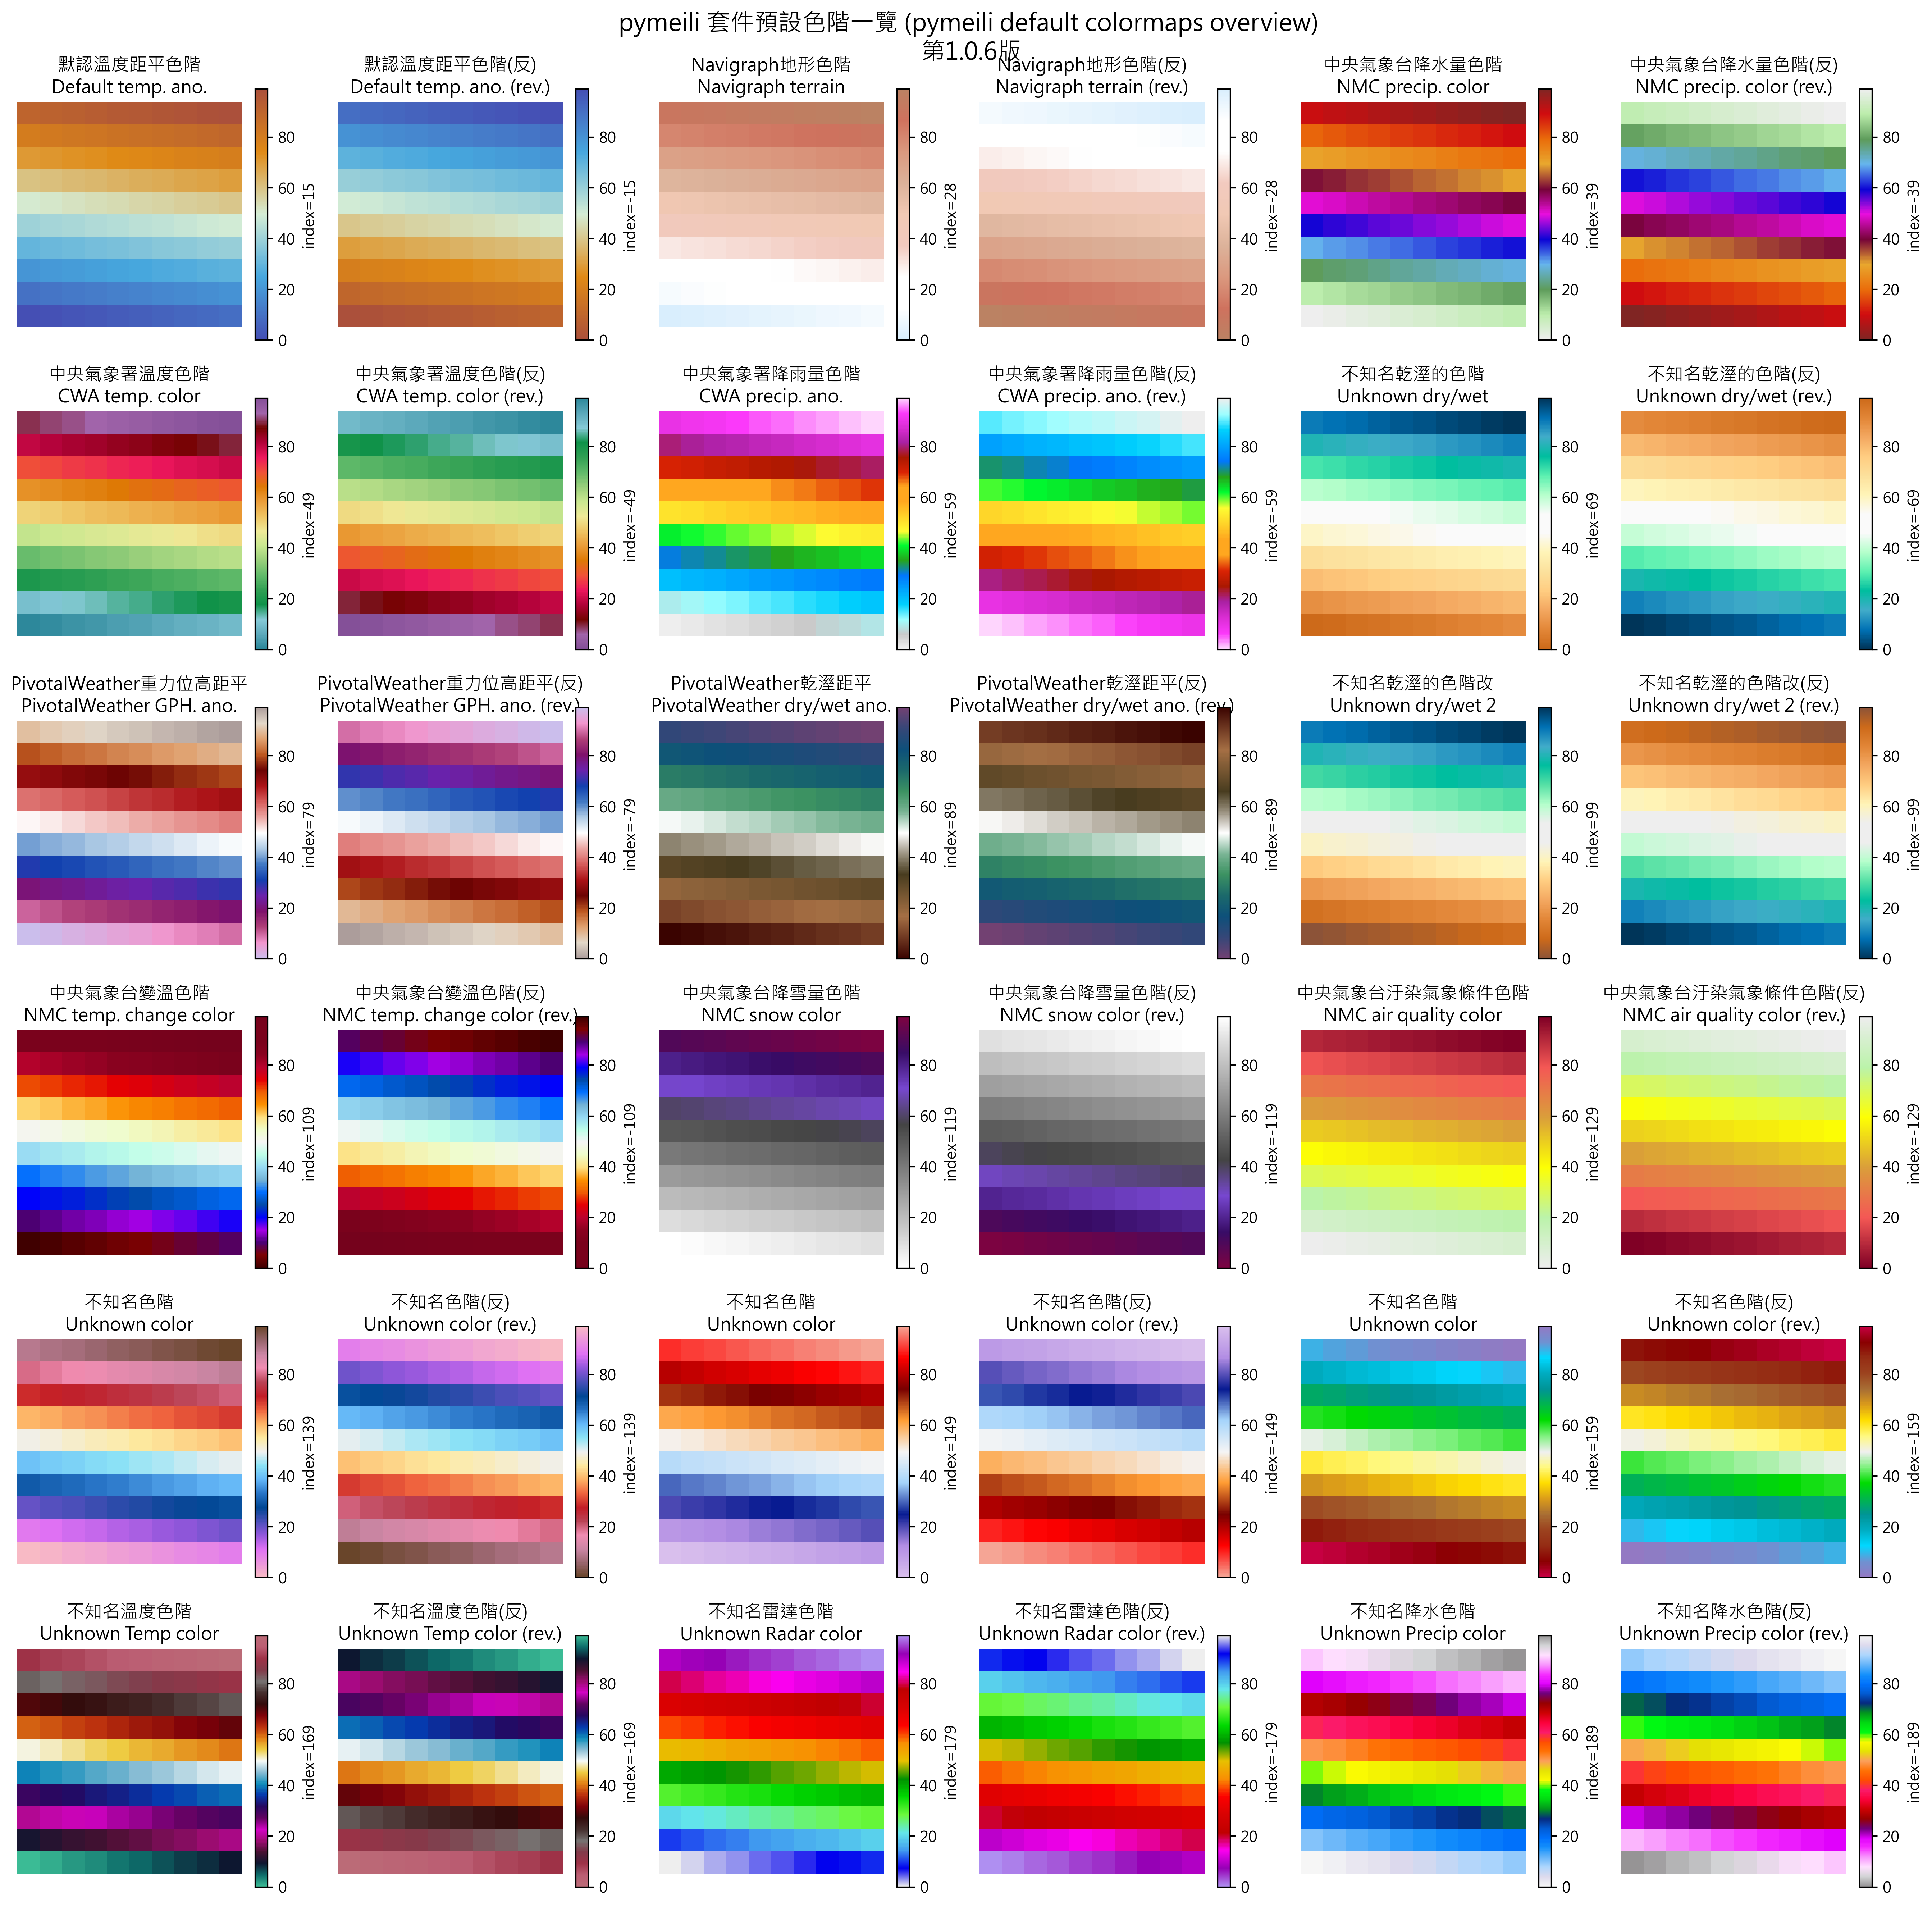 pymeili 套件預設色階一覽 (pymeili default colormaps overview)
第1.0.6版
默認溫度距平色階
Default temp. ano.
80
60
40
20
0
index=15
默認溫度距平色階(反)
Default temp. ano. (rev.)
80
60
40
20
0
index=-15
Navigraph地形色階
Navigraph terrain
80
60
40
20
0
index=28
Navigraph地形色階(反)
Navigraph terrain (rev.)
80
60
40
20
0
index=-28
中央氣象台降水量色階
NMC precip. color
80
60
40
20
0
index=39
中央氣象台降水量色階(反)
NMC precip. color (rev.)
80
60
40
20
0
index=-39
中央氣象署溫度色階
CWA temp. color
80
60
40
20
0
index=49
中央氣象署溫度色階(反)
CWA temp. color (rev.)
80
60
40
20
0
index=-49
中央氣象署降雨量色階
CWA precip. ano.
80
60
40
20
0
index=59
中央氣象署降雨量色階(反)
CWA precip. ano. (rev.)
80
60
40
20
0
index=-59
不知名乾溼的色階
Unknown dry/wet
80
60
40
20
0
index=69
不知名乾溼的色階(反)
Unknown dry/wet (rev.)
80
60
40
20
0
index=-69
PivotalWeather重力位高距平
PivotalWeather GPH. ano.
80
60
40
20
0
index=79
PivotalWeather重力位高距平(反)
PivotalWeather GPH. ano. (rev.)
80
60
40
20
0
index=-79
PivotalWeather乾溼距平
PivotalWeather dry/wet ano.
80
60
40
20
0
index=89
PivotalWeather乾溼距平(反)
PivotalWeather dry/wet ano. (rev.)
80
60
40
20
0
index=-89
不知名乾溼的色階改
Unknown dry/wet 2
80
60
40
20
0
index=99
不知名乾溼的色階改(反)
Unknown dry/wet 2 (rev.)
80
60
40
20
0
index=-99
中央氣象台變溫色階
NMC temp. change color
80
60
40
20
0
index=109
中央氣象台變溫色階(反)
NMC temp. change color (rev.)
80
60
40
20
0
index=-109
中央氣象台降雪量色階
NMC snow color
80
60
40
20
0
index=119
中央氣象台降雪量色階(反)
NMC snow color (rev.)
80
60
40
20
0
index=-119
中央氣象台汙染氣象條件色階
NMC air quality color
80
60
40
20
0
index=129
中央氣象台汙染氣象條件色階(反)
NMC air quality color (rev.)
80
60
40
20
0
index=-129
不知名色階
Unknown color
80
60
40
20
0
index=139
不知名色階(反)
Unknown color (rev.)
80
60
40
20
0
index=-139
不知名色階
Unknown color
80
60
40
20
0
index=149
不知名色階(反)
Unknown color (rev.)
80
60
40
20
0
index=-149
不知名色階
Unknown color
80
60
40
20
0
index=159
不知名色階(反)
Unknown color (rev.)
80
60
40
20
0
index=-159
不知名溫度色階
Unknown Temp color
80
60
40
20
0
index=169
不知名溫度色階(反)
Unknown Temp color (rev.)
80
60
40
20
0
index=-169
不知名雷達色階
Unknown Radar color
80
60
40
20
0
index=179
不知名雷達色階(反)
Unknown Radar color (rev.)
80
60
40
20
0
index=-179
不知名降水色階
Unknown Precip color
80
60
40
20
0
index=189
不知名降水色階(反)
Unknown Precip color (rev.)
80
60
40
20
0
index=-189